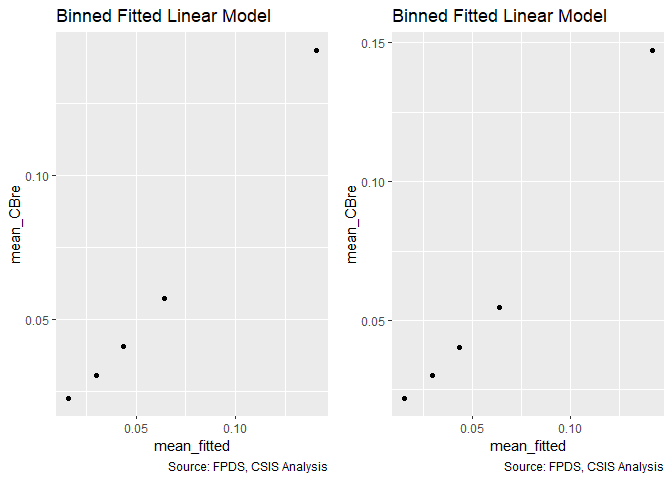 Binned Fitted Linear Model
mean_CBre
0.10
0.05
0.05 0.10
mean_fitted
Source: FPDS, CSIS Analysis
Binned Fitted Linear Model
mean_CBre
0.15
0.10
0.05
0.05 0.10
mean_fitted
Source: FPDS, CSIS Analysis